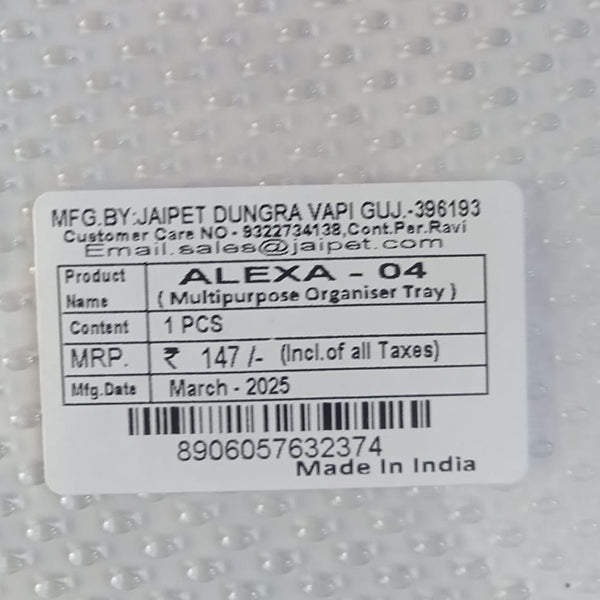 MFG.BY:JAIPET DUNGRA VAPI GUJ.-396193
Customer Care NO - 9322734138,Cont.Per.Ravi
Email.sales@jaipet.com
Product Name ALEXA - 04
( Multipurpose Organiser Tray )
Content 1 PCS
MRP. ₹ 147 /- (Incl.of all Taxes)
Mfg.Date March - 2025
8906057632374
Made In India